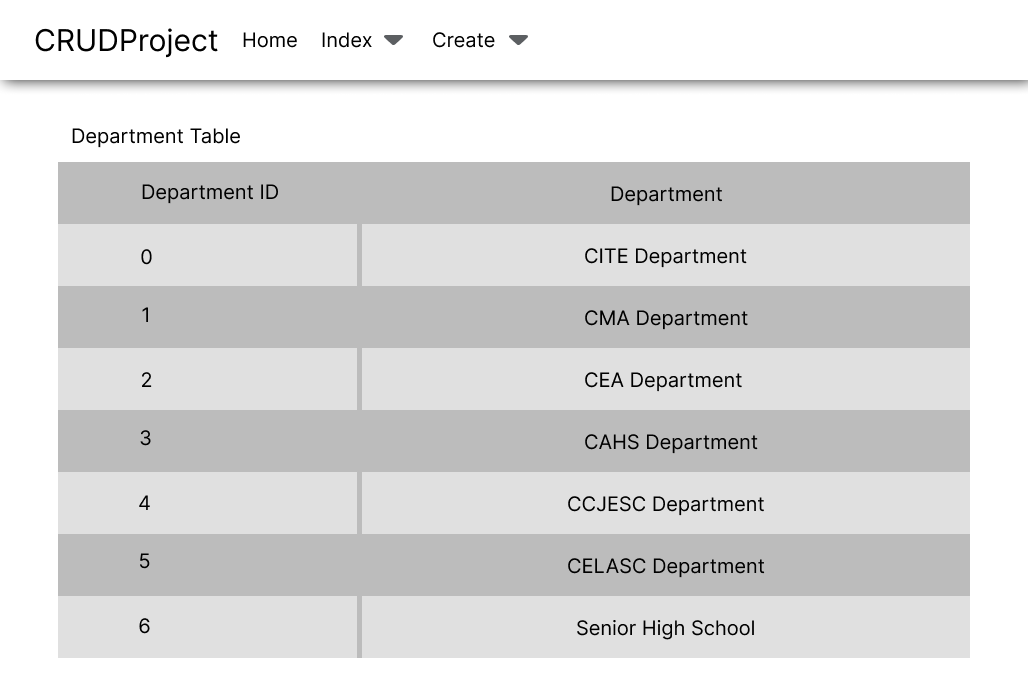 CRUDProject Home Index Create
Department Table
Department ID Department
0 CITE Department
1 CMA Department
2 CEA Department
3 CAHS Department
4 CCJESC Department
5 CELASC Department
6 Senior High School